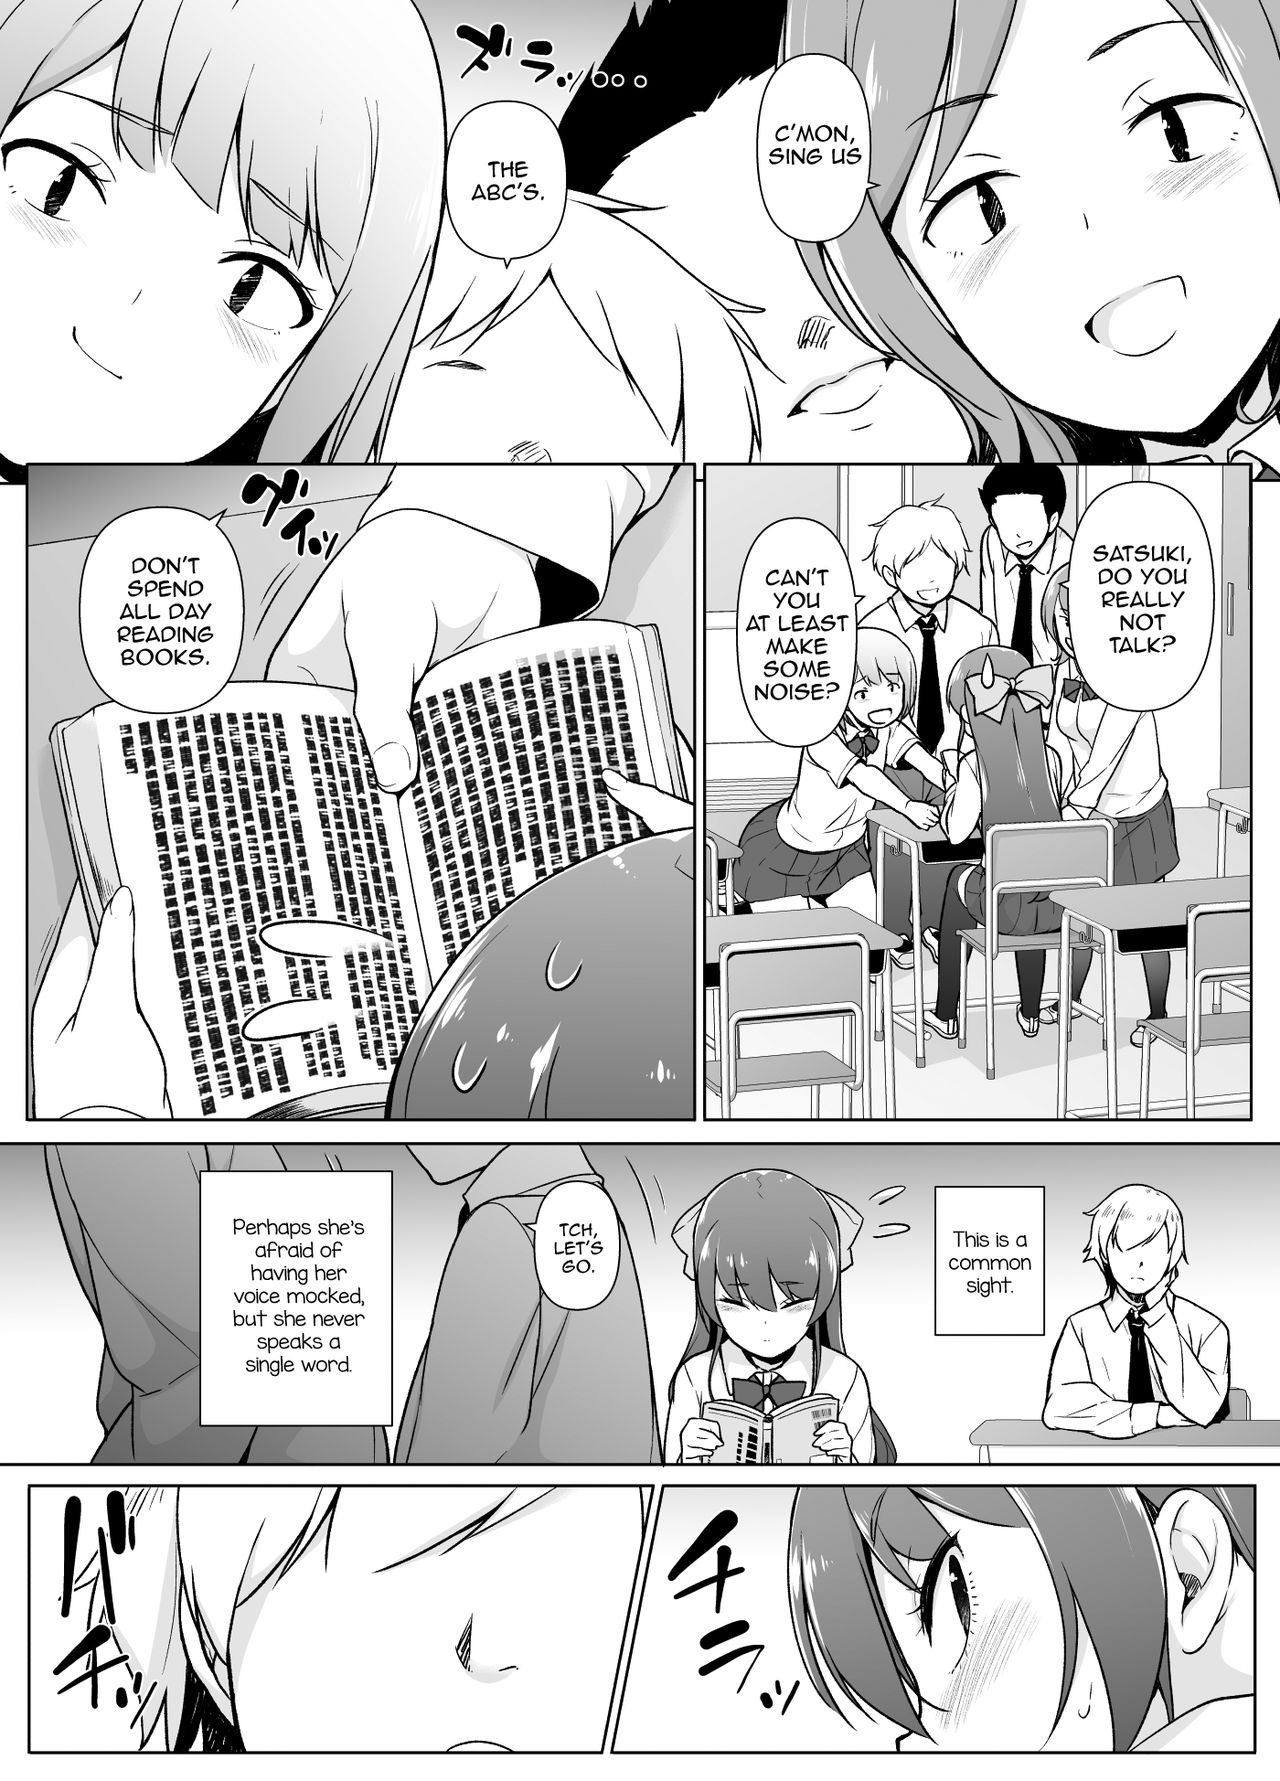 ズラッ...
C'MON,
SING US
THE
ABC'S.
SATSUKI,
DO YOU
REALLY
NOT
TALK?
CAN'T
YOU
AT LEAST
MAKE
SOME
NOISE?
グイッ
DON'T
SPEND
ALL DAY
READING
BOOKS.
This is a
common
sight.
TCH,
LET'S
GO.
Perhaps she's
afraid of
having her
voice mocked,
but she never
speaks a
single word.
チラッ
バチッ